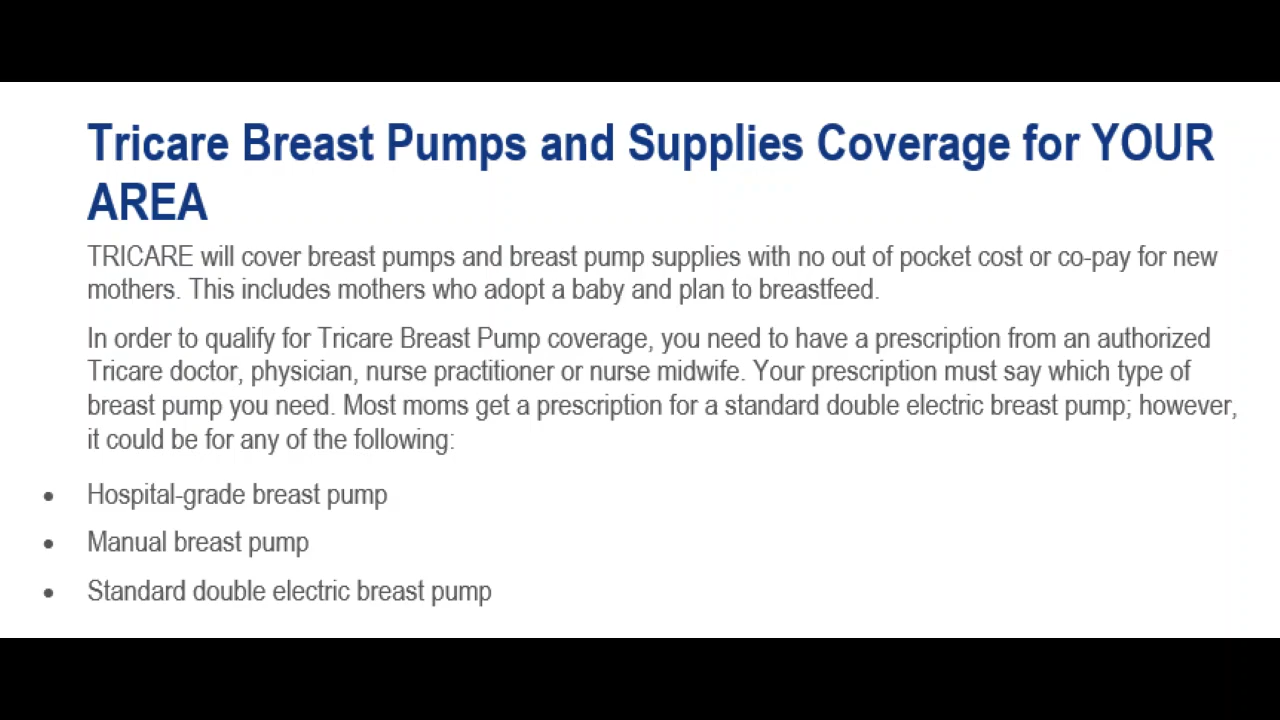 Tricare Breast Pumps and Supplies Coverage for YOUR
AREA
TRICARE will cover breast pumps and breast pump supplies with no out of pocket cost or co-pay for new
mothers. This includes mothers who adopt a baby and plan to breastfeed.
In order to qualify for Tricare Breast Pump coverage, you need to have a prescription from an authorized
Tricare doctor, physician, nurse practitioner or nurse midwife. Your prescription must say which type of
breast pump you need. Most moms get a prescription for a standard double electric breast pump; however,
it could be for any of the following:
• Hospital-grade breast pump
• Manual breast pump
• Standard double electric breast pump